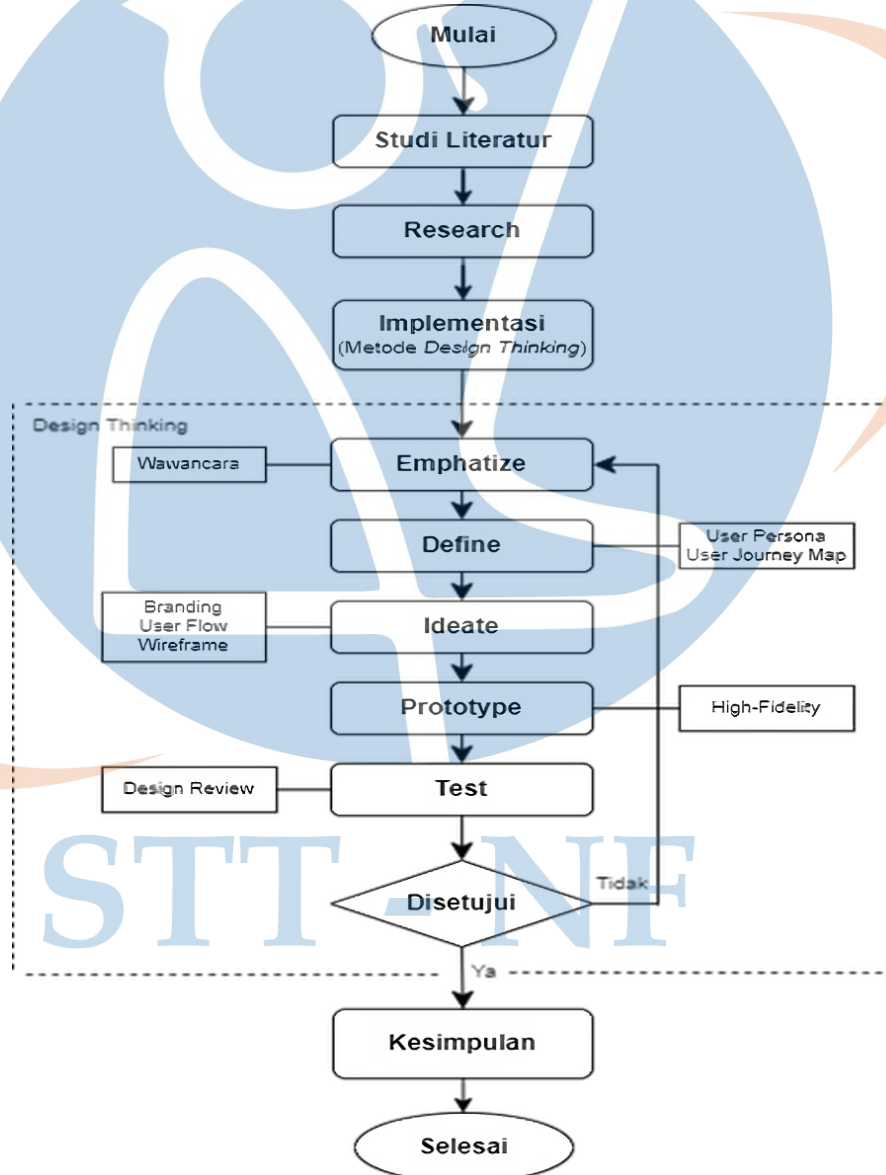 Mulai
Studi Literatur
Research
Implementasi
(Metode Design Thinking)
Design Thinking
Wawancara
Emphatize
Define
User Persona
User Journey Map
Branding
User Flow
Wireframe
Ideate
Prototype
High-Fidelity
Design Review
Test
STT - NF
Disetujui
Tidak
Ya
Kesimpulan
Selesai